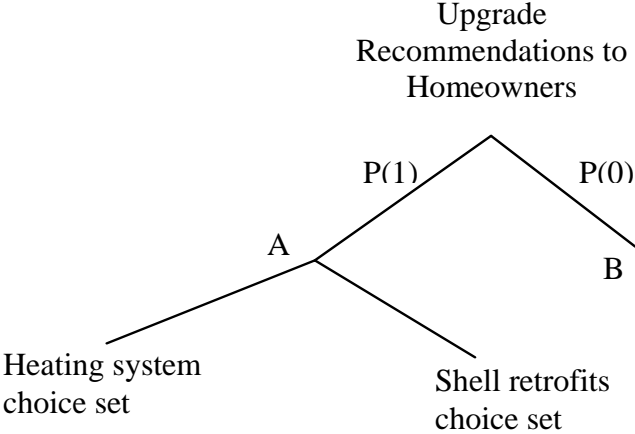 Upgrade
Recommendations to
Homeowners
P(1)
P(0)
A
B
Heating system
choice set
Shell retrofits
choice set